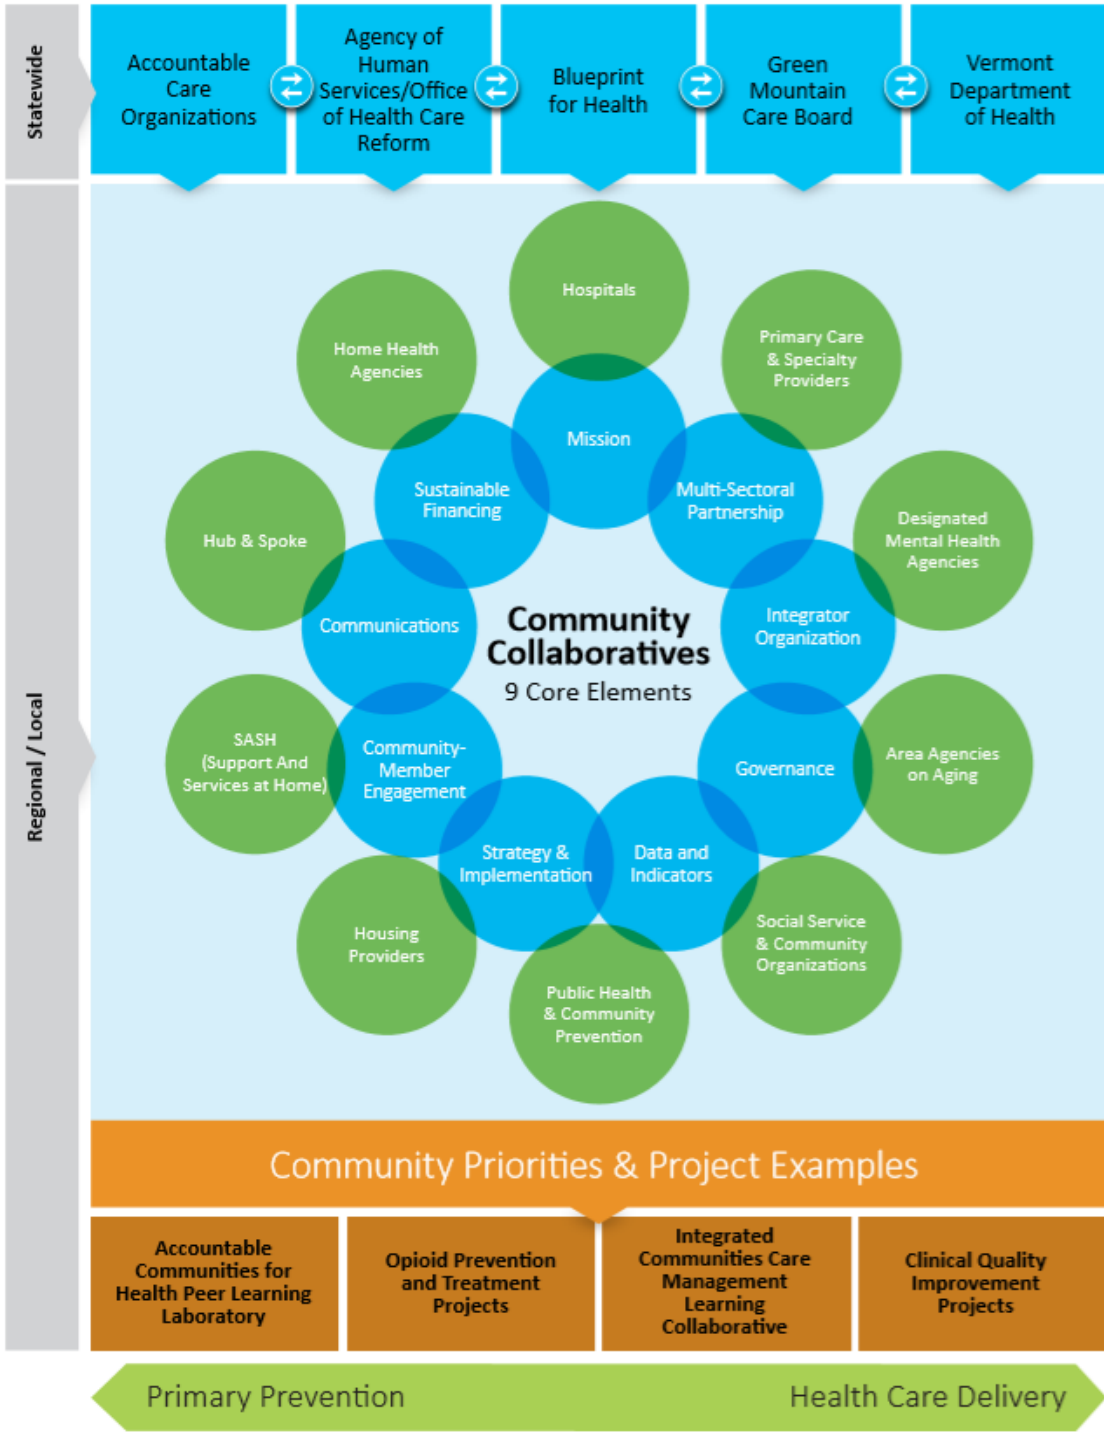 Statewide
Accountable
Care
Organizations
Agency of
Human
Services/Office
of Health Care
Reform
Blueprint
for Health
Green
Mountain
Care Board
Vermont
Department
of Health
Regional / Local
Hospitals
Primary Care
& Specialty
Providers
Designated
Mental Health
Agencies
Area Agencies
on Aging
Social Service
& Community
Organizations
Public Health
& Community
Prevention
Housing
Providers
SASH
(Support And
Services at Home)
Hub & Spoke
Home Health
Agencies
Mission
Multi-Sectoral
Partnership
Integrator
Organization
Governance
Data and
Indicators
Strategy &
Implementation
Community-
Member
Engagement
Communications
Sustainable
Financing
Community
Collaboratives
9 Core Elements
Community Priorities & Project Examples
Accountable
Communities for
Health Peer Learning
Laboratory
Opioid Prevention
and Treatment
Projects
Integrated
Communities Care
Management
Learning
Collaborative
Clinical Quality
Improvement
Projects
Primary Prevention
Health Care Delivery